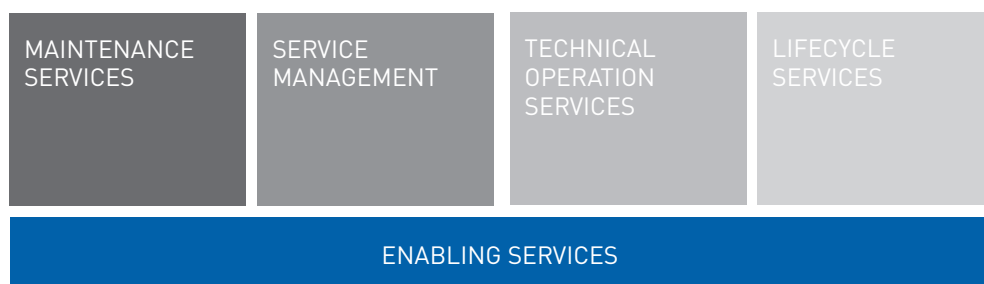 MAINTENANCE
SERVICES
SERVICE
MANAGEMENT
TECHNICAL
OPERATION
SERVICES
LIFECYCLE
SERVICES
ENABLING SERVICES